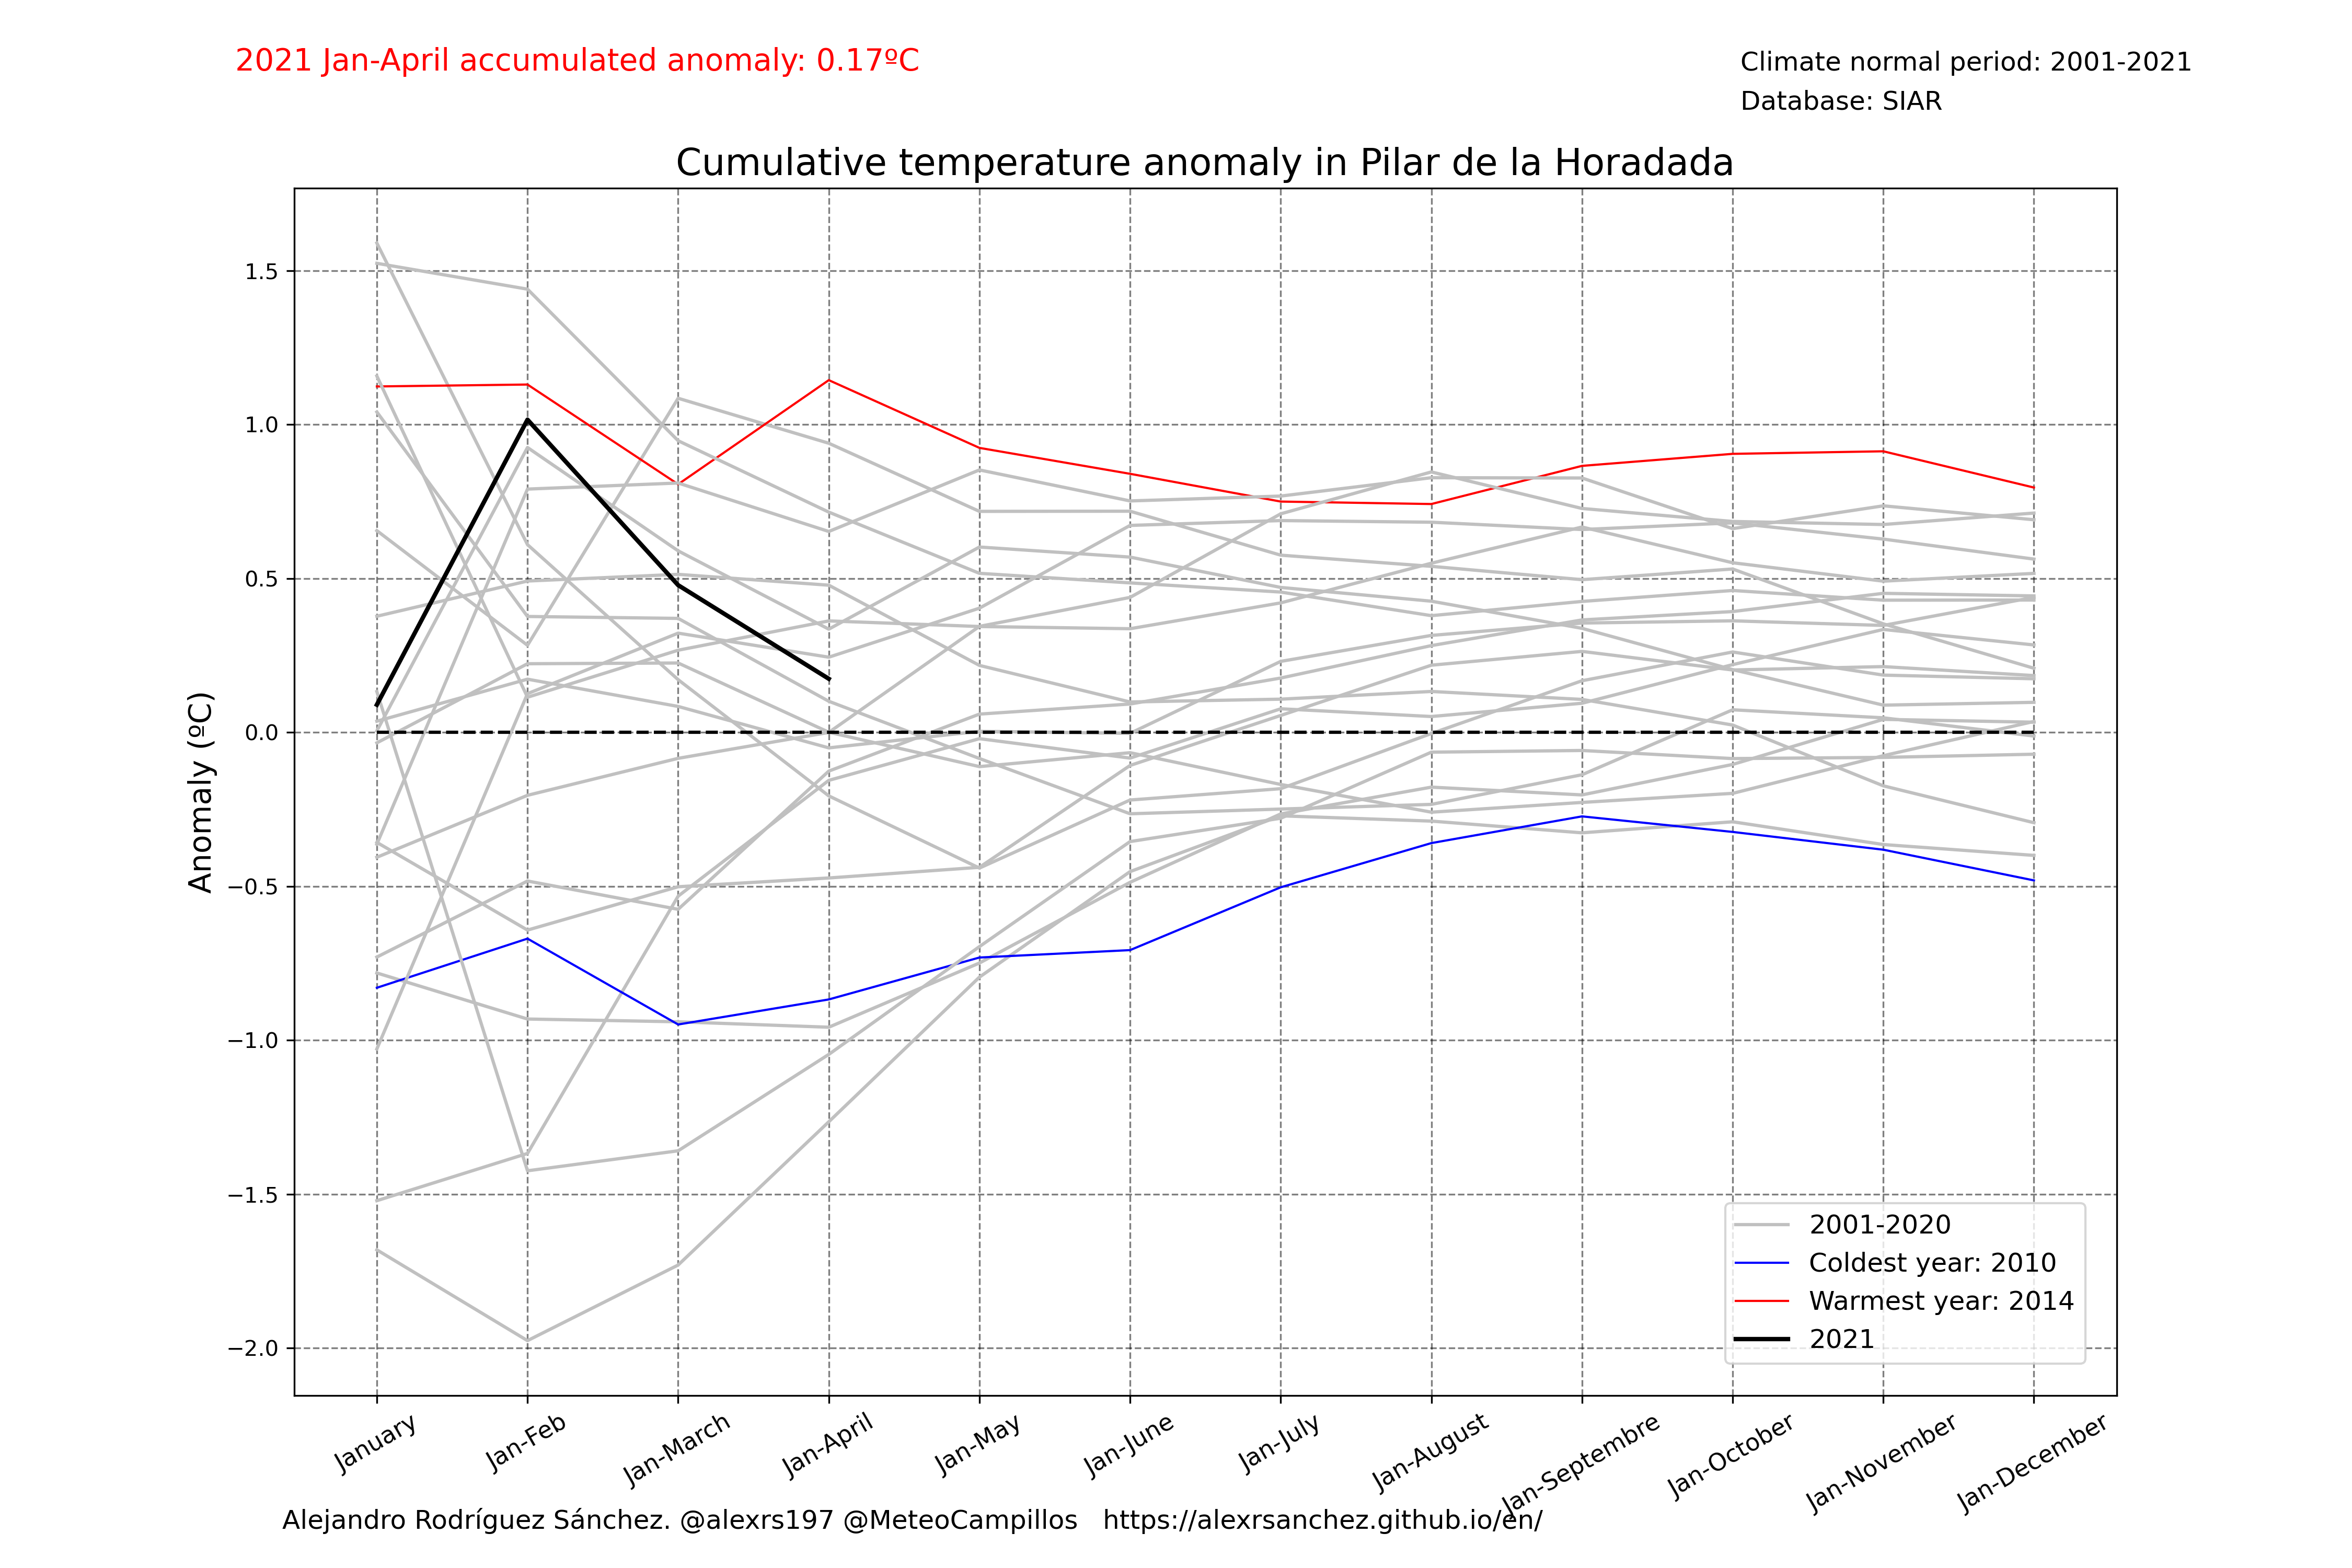 2021 Jan-April accumulated anomaly: 0.17ºC
Climate normal period: 2001-2021
Database: SIAR
Cumulative temperature anomaly in Pilar de la Horadada
Anomaly (ºC)
1.5
1.0
0.5
0.0
−0.5
−1.0
−1.5
−2.0
2001-2020
Coldest year: 2010
Warmest year: 2014
2021
January
Jan-Feb
Jan-March
Jan-April
Jan-May
Jan-June
Jan-July
Jan-August
Jan-Septembre
Jan-October
Jan-November
Jan-December
Alejandro Rodríguez Sánchez. @alexrs197 @MeteoCampillos https://alexrsanchez.github.io/en/